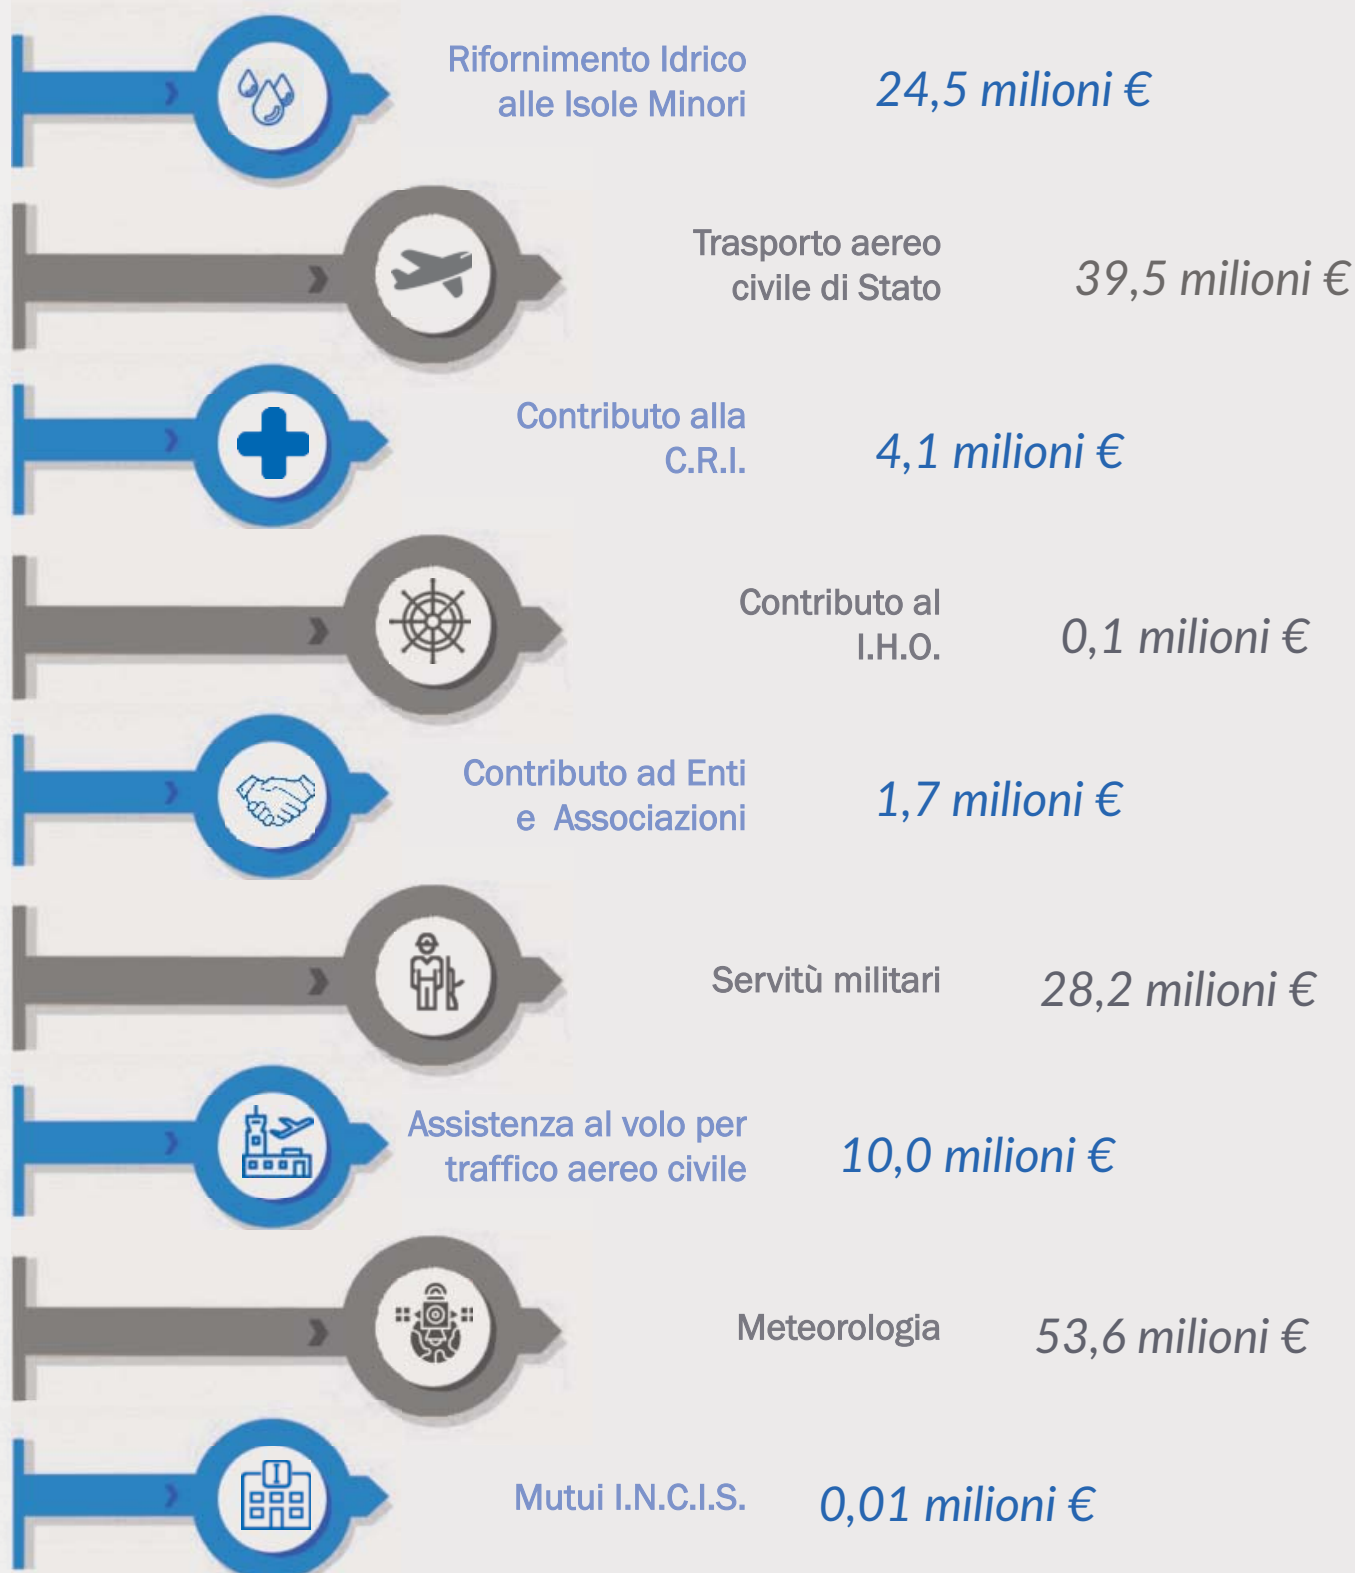 Rifornimento Idrico
alle Isole Minori
24,5 milioni €
Trasporto aereo
civile di Stato
39,5 milioni €
Contributo alla
C.R.I.
4,1 milioni €
Contributo al
I.H.O.
0,1 milioni €
Contributo ad Enti
e Associazioni
1,7 milioni €
Servitù militari
28,2 milioni €
Assistenza al volo per
traffico aereo civile
10,0 milioni €
Meteorologia
53,6 milioni €
Mutui I.N.C.I.S.
0,01 milioni €